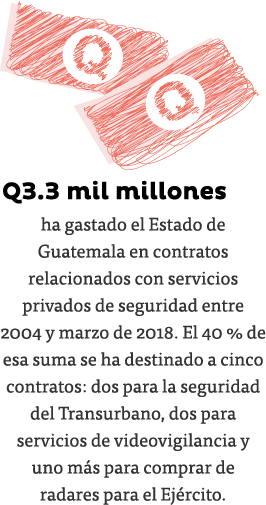 Q
Q
Q3.3 mil millones
ha gastado el Estado de
Guatemala en contratos
relacionados con servicios
privados de seguridad entre
2004 y marzo de 2018. El 40 % de
esa suma se ha destinado a cinco
contratos: dos para la seguridad
del Transurbano, dos para
servicios de videovigilancia y
uno más para comprar de
radares para el Ejército.